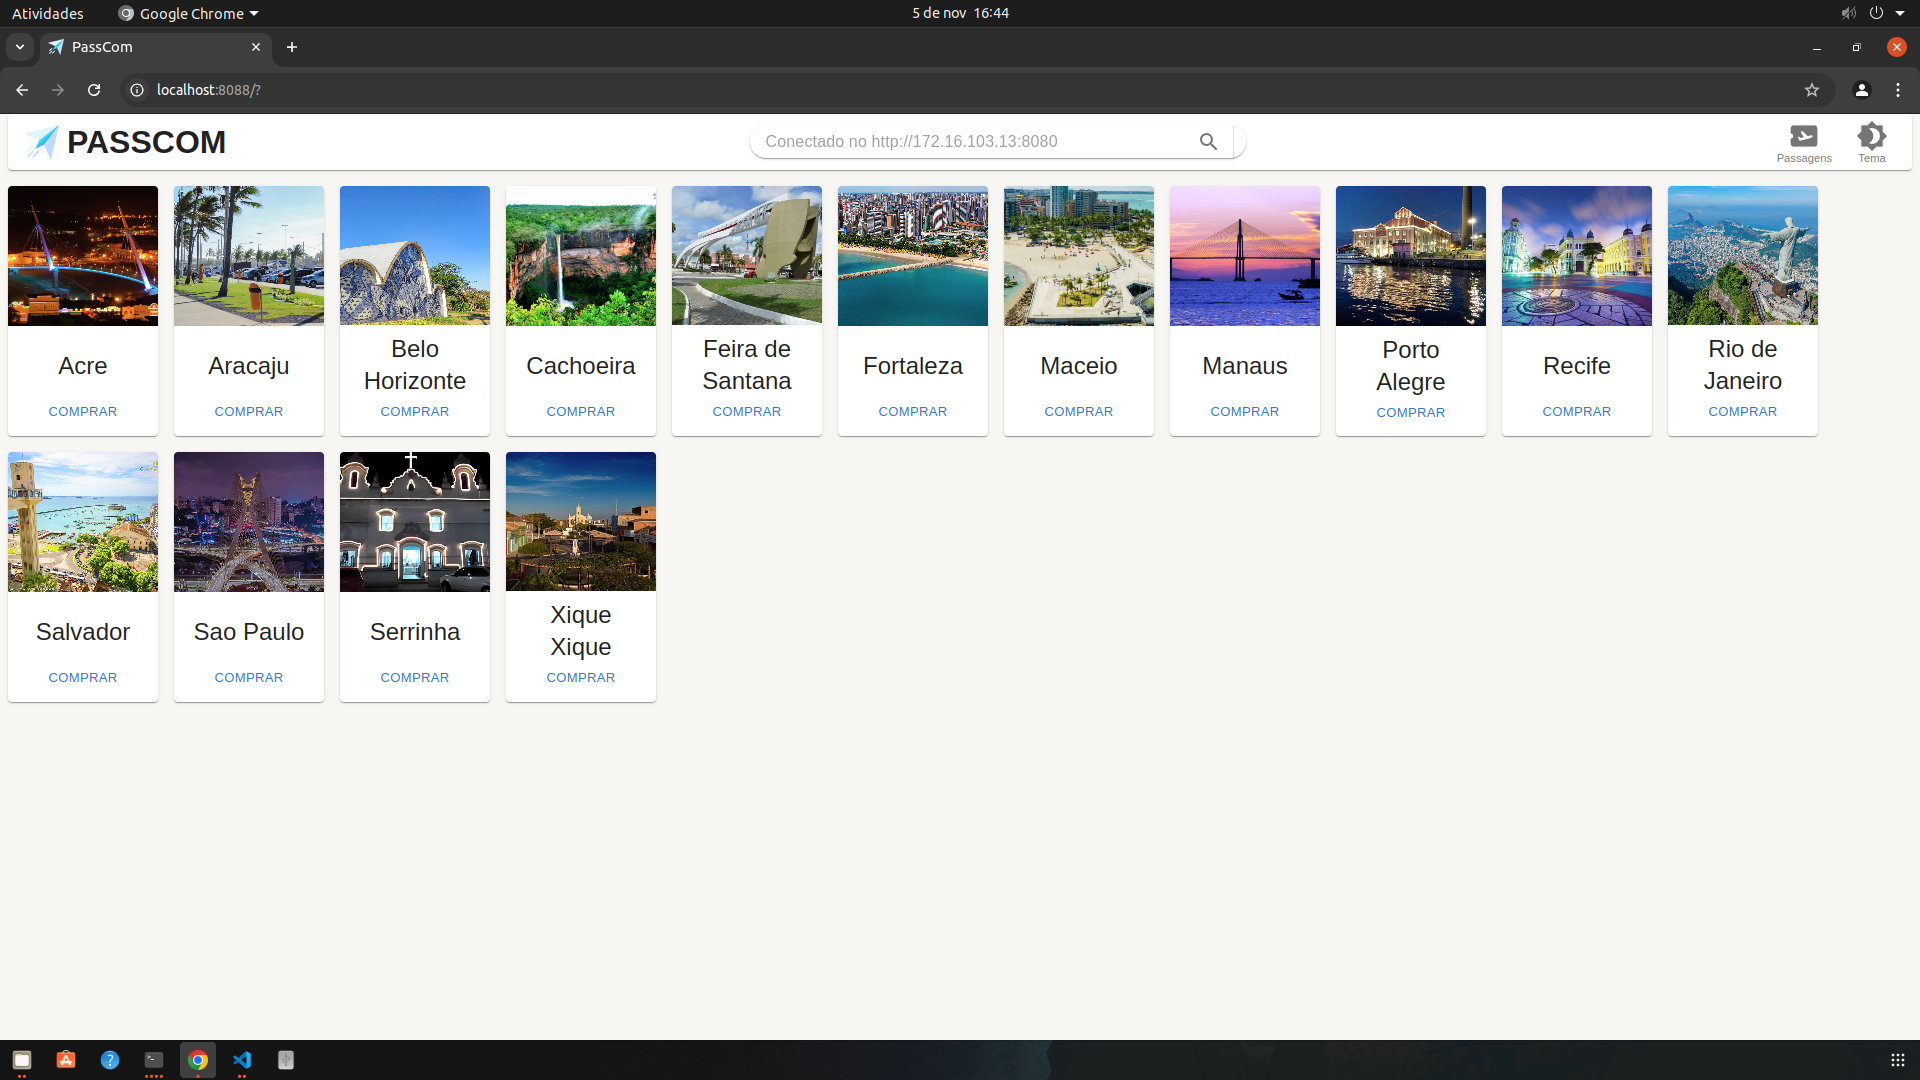 Atividades
Google Chrome
5 de nov 16:44
PassCom
localhost:8088/?
PASSCOM
Conectado no http://172.16.103.13:8080
Passagens
Tema
Acre
COMPRAR
Aracaju
COMPRAR
Belo
Horizonte
COMPRAR
Cachoeira
COMPRAR
Feira de
Santana
COMPRAR
Fortaleza
COMPRAR
Maceio
COMPRAR
Manaus
COMPRAR
Porto
Alegre
COMPRAR
Recife
COMPRAR
Rio de
Janeiro
COMPRAR
Salvador
COMPRAR
Sao Paulo
COMPRAR
Serrinha
COMPRAR
Xique
Xique
COMPRAR